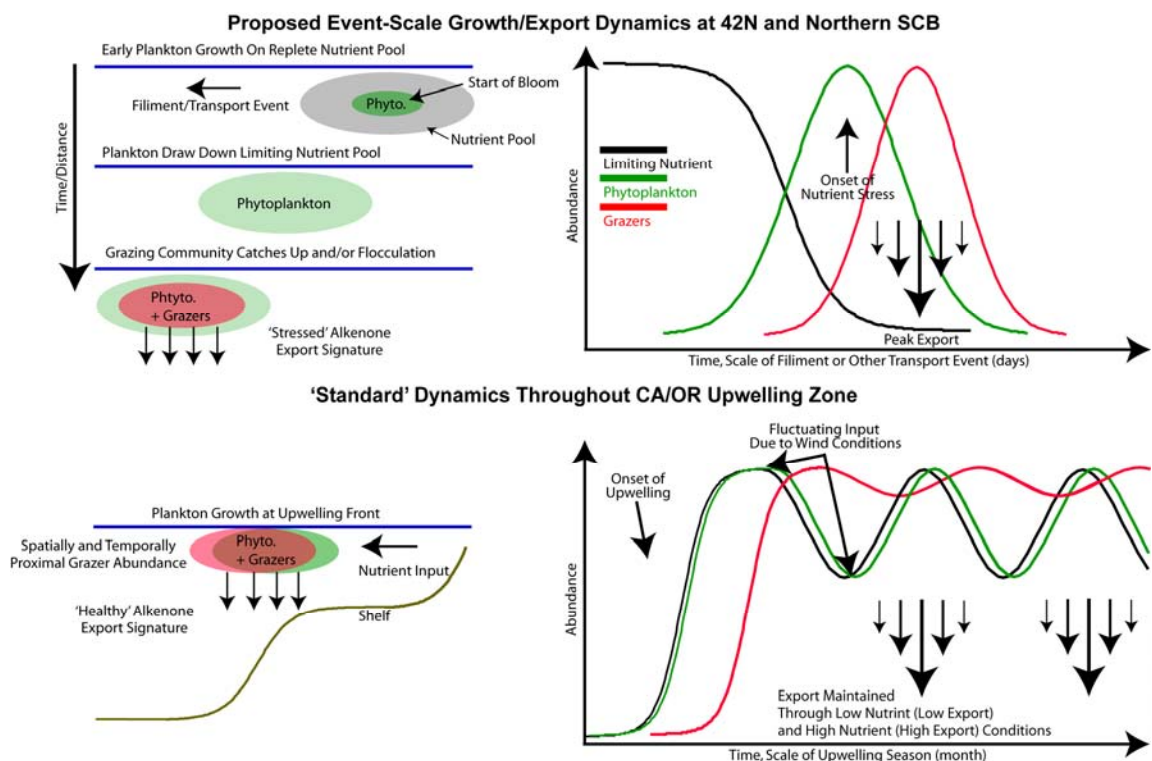 Proposed Event-Scale Growth/Export Dynamics at 42N and Northern SCB
Early Plankton Growth On Replete Nutrient Pool
Time/Distance
Filiment/Transport Event
Phyto.
Start of Bloom
Nutrient Pool
Plankton Draw Down Limiting Nutrient Pool
Phytoplankton
Grazing Community Catches Up and/or Flocculation
Phtyto.
+ Grazers
'Stressed' Alkenone
Export Signature
Abundance
Limiting Nutrient
Phytoplankton
Grazers
Onset of
Nutrient Stress
Peak Export
Time, Scale of Filiment or Other Transport Event (days)
'Standard' Dynamics Throughout CA/OR Upwelling Zone
Plankton Growth at Upwelling Front
Spatially and Temporally
Proximal Grazer Abundance
Phyto.
+ Grazers
Nutrient Input
'Healthy' Alkenone
Export Signature
Shelf
Abundance
Onset of
Upwelling
Fluctuating Input
Due to Wind Conditions
Export Maintained
Through Low Nutrint (Low Export)
and High Nutrient (High Export) Conditions
Time, Scale of Upwelling Season (month)